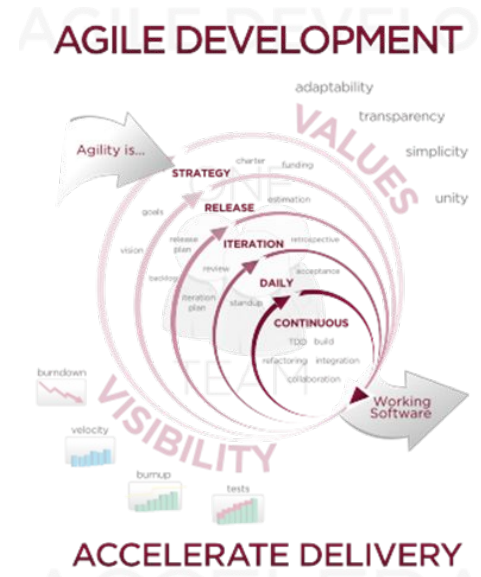 AGILE DEVELOPMENT
adaptability
VALUES
transparency
simplicity
unity
Agility is...
charter
funding
STRATEGY
ONE
goals
RELEASE
estimation
vision
release
plan
ITERATION
retrospective
backlog
review
acceptance
DAILY
iteration
plan
standup
CONTINUOUS
TDD build
refactoring integration
TEAM
collaboration
Working
Software
burndown
VISIBILITY
velocity
burnup
tests
ACCELERATE DELIVERY